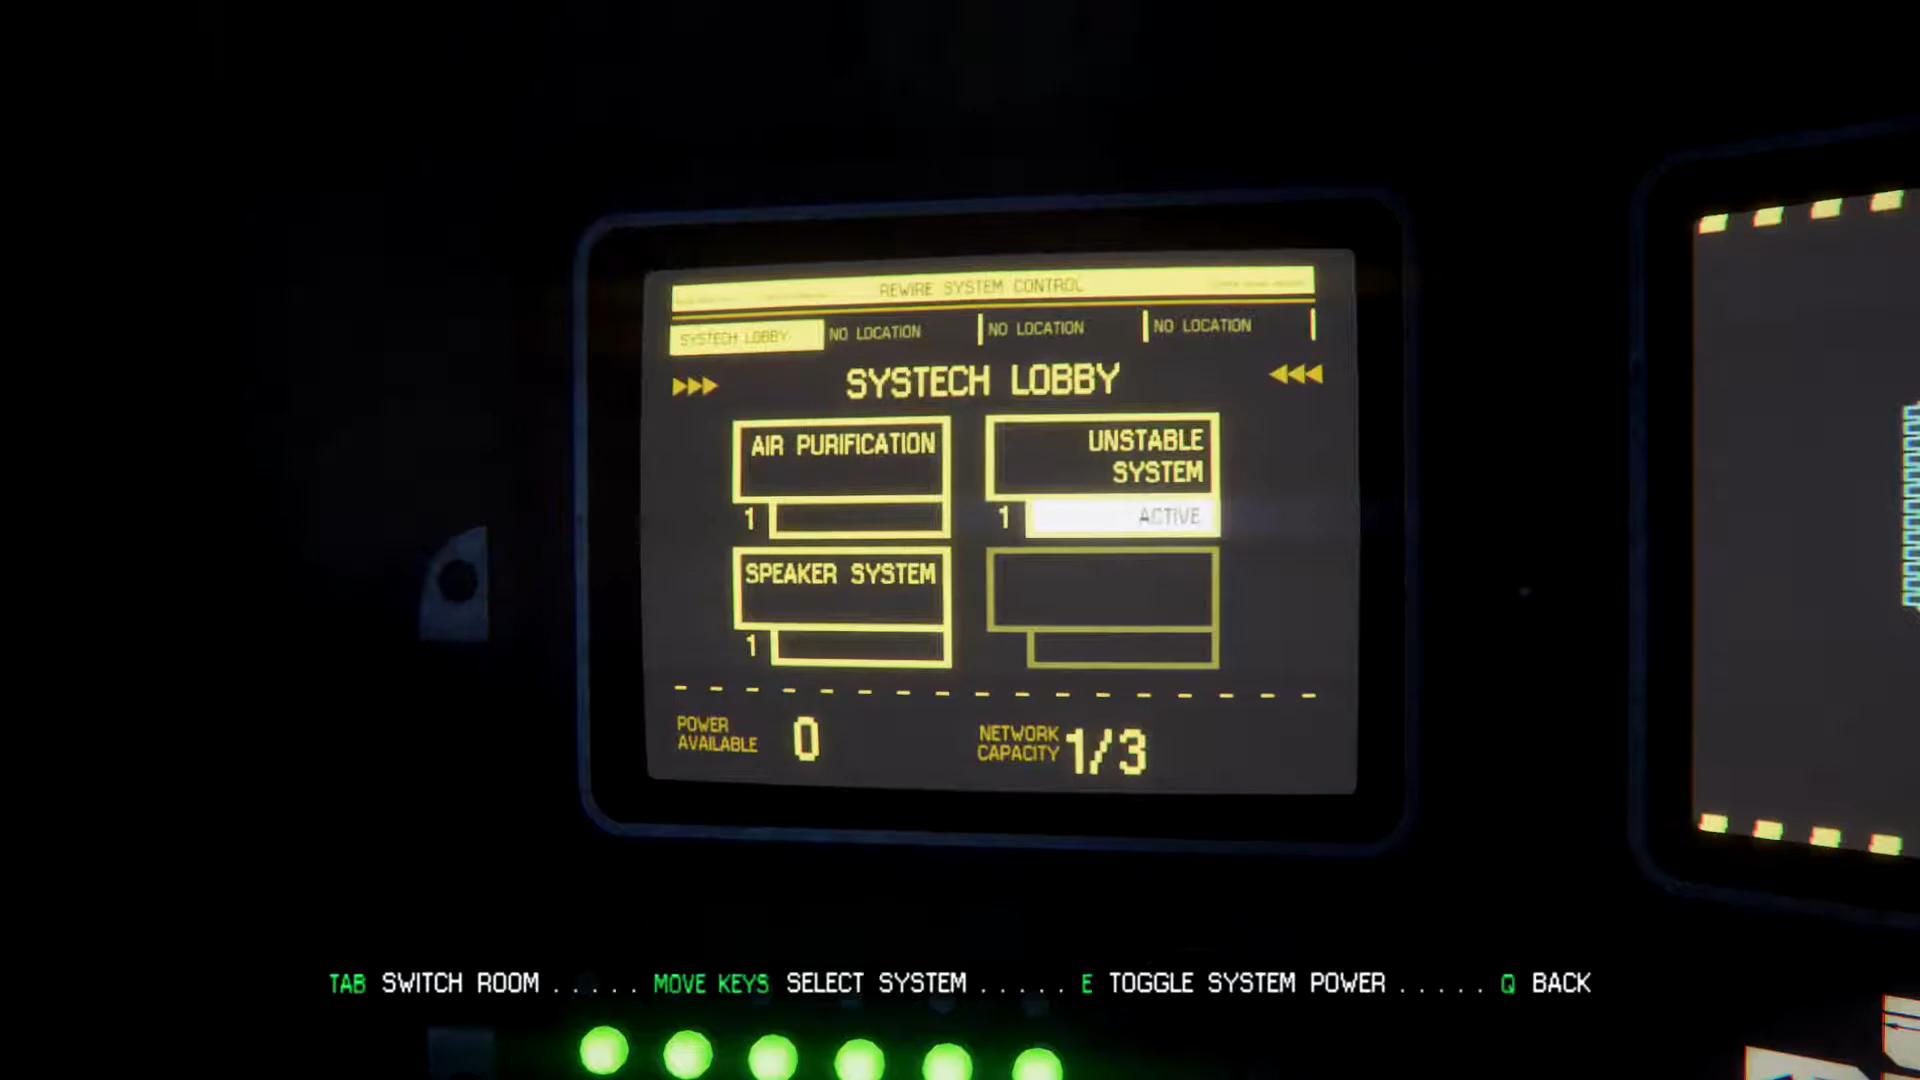 REWIRE SYSTEM CONTROL
SYSTECH LOBBY NO LOCATION NO LOCATION NO LOCATION
SYSTECH LOBBY
AIR PURIFICATION
1
UNSTABLE
SYSTEM
1 ACTIVE
SPEAKER SYSTEM
1
POWER
AVAILABLE 0
NETWORK
CAPACITY 1/3
TAB SWITCH ROOM ..... MOVE KEYS SELECT SYSTEM ..... E TOGGLE SYSTEM POWER ..... Q BACK